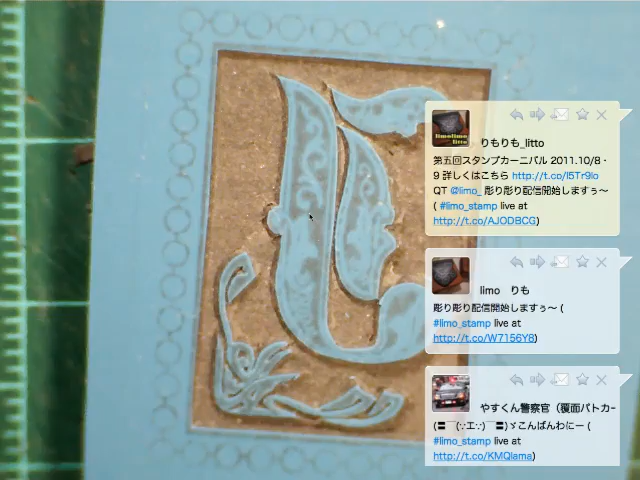 りもりも_litto
第五回スタンプカーニバル 2011.10/8・
9 詳しくはこちら http://t.co/I5Tr9lo
QT @limo_ 彫り彫り配信開始しますぅ〜
( #limo_stamp live at
http://t.co/AJODBCG)
limo りも
彫り彫り配信開始しますぅ〜 (
#limo_stamp live at
http://t.co/W7156Y8)
やすくん警察官（覆面パトカ-
(〓￣(∵エ∵)￣〓)ゞこんばんわにー (
#limo_stamp live at
http://t.co/KMQlama)